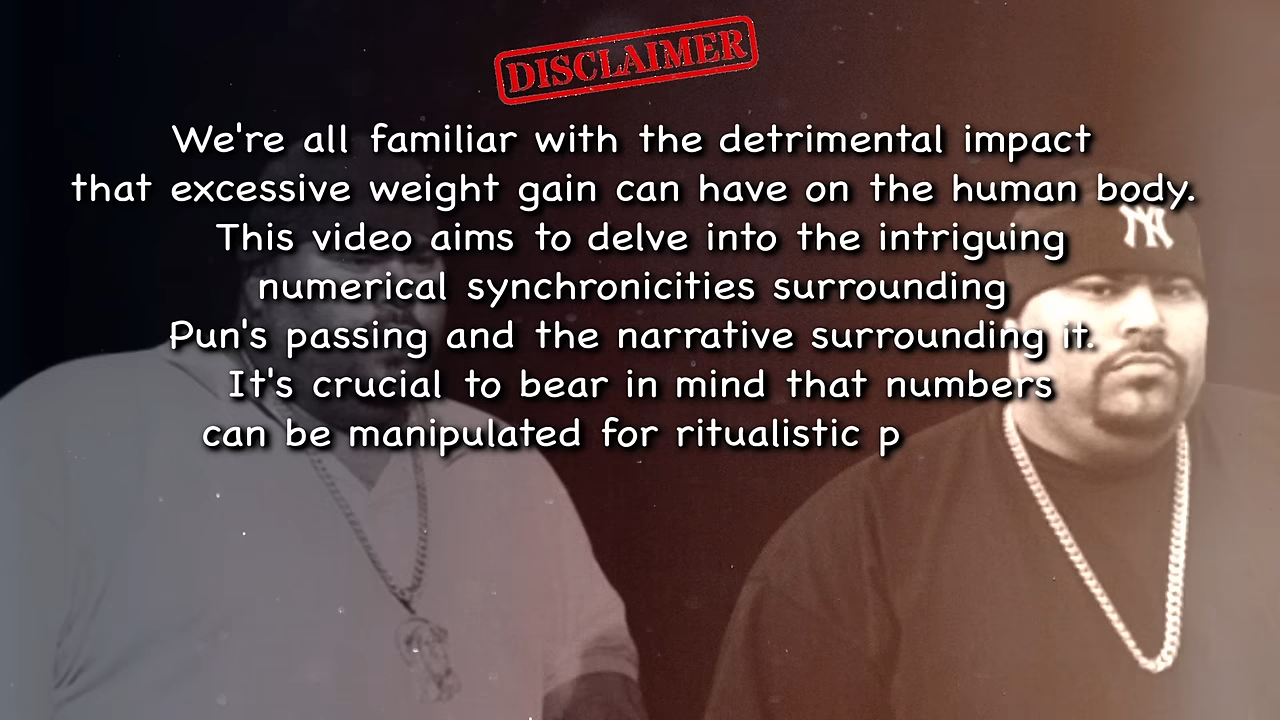 DISCLAIMER
We're all familiar with the detrimental impact
that excessive weight gain can have on the human body.
This video aims to delve into the intriguing
numerical synchronicities surrounding
Pun's passing and the narrative surrounding it.
It's crucial to bear in mind that numbers
can be manipulated for ritualistic p
NY